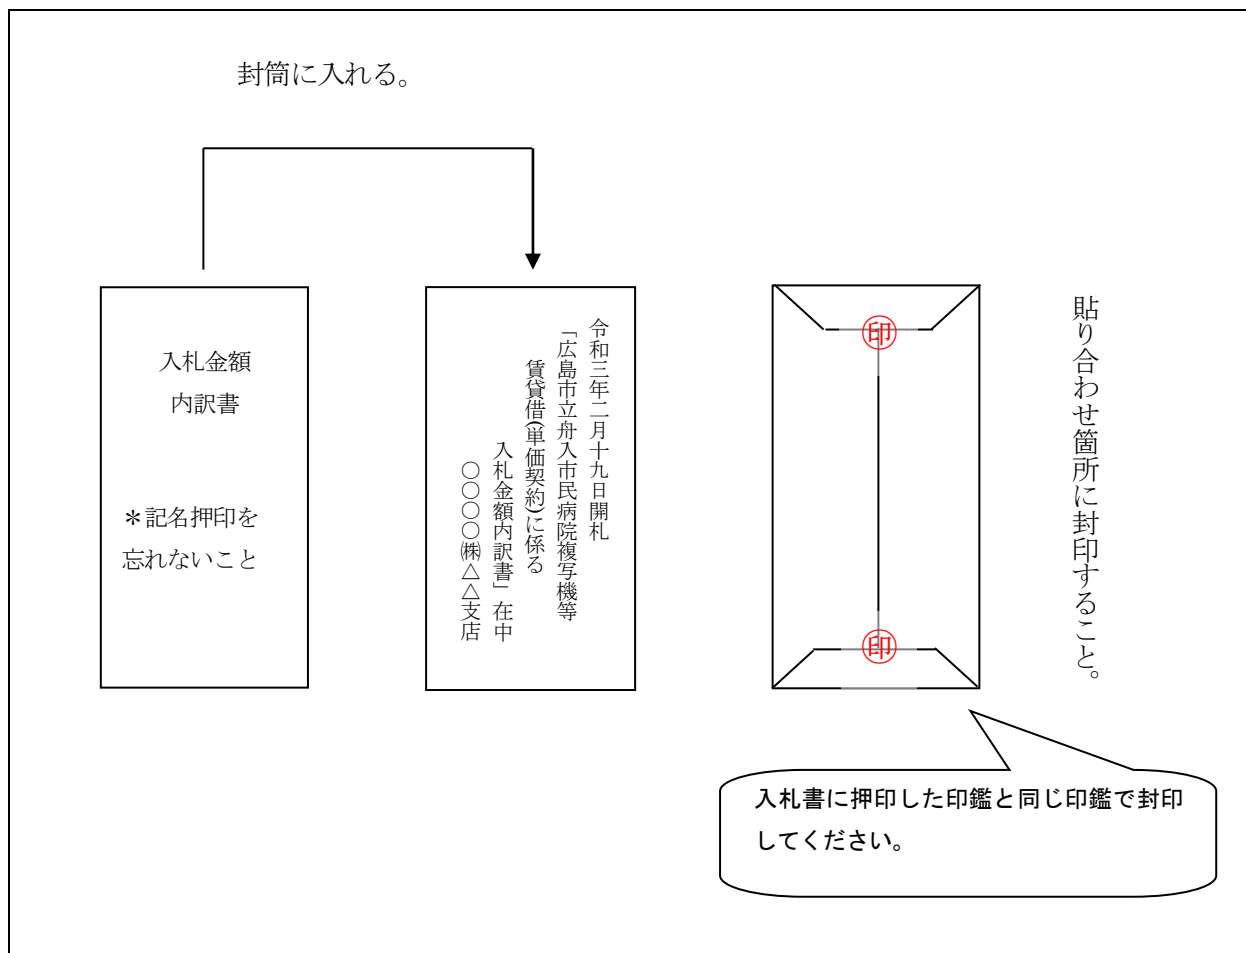 封筒に入れる。
入札金額
内訳書
＊記名押印を
忘れないこと
令和三年二月十九日開札
「広島市立舟入市民病院複写機等
賃貸借(単価契約)に係る
入札金額内訳書」在中
○○○○㈱△△支店
印
印
貼り合わせ箇所に封印すること。
入札書に押印した印鑑と同じ印鑑で封印
してください。